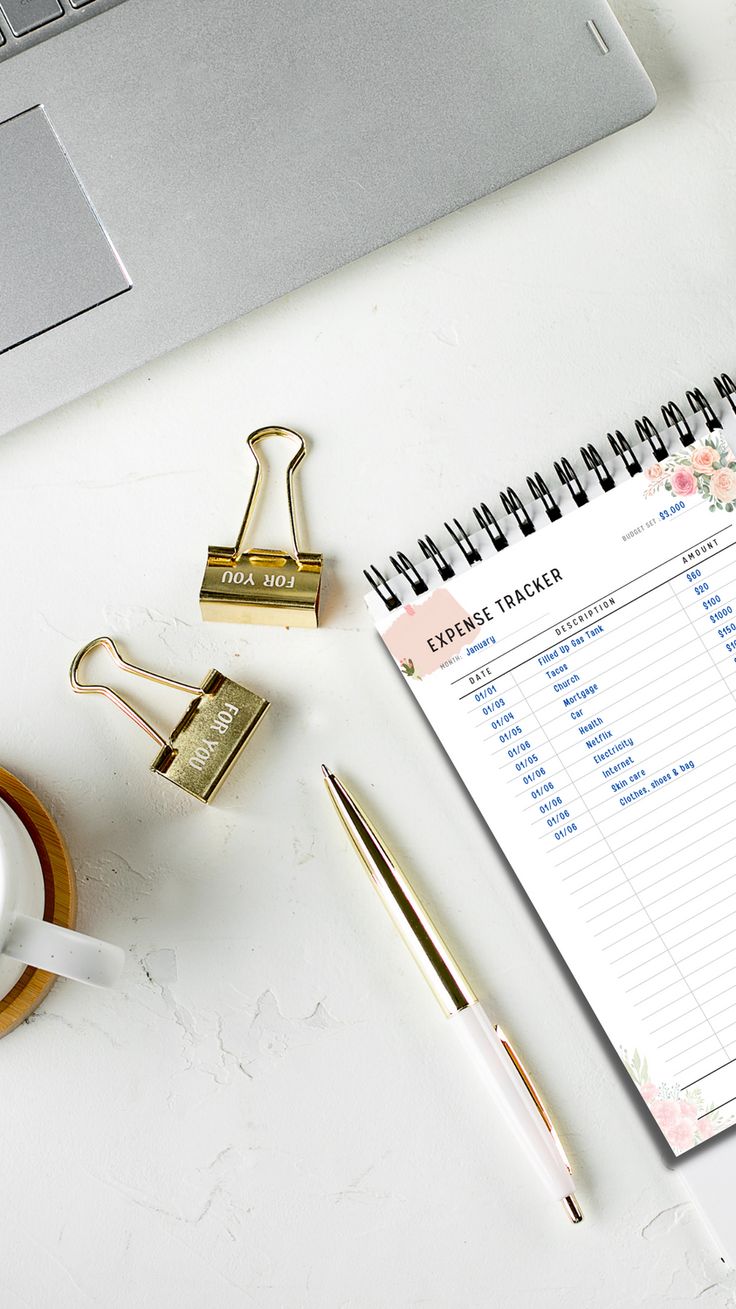 FOR YOU
FOR YOU
BUDGET SET: $3,000
EXPENSE TRACKER
MONTH: January
DATE DESCRIPTION AMOUNT
01/01 Filled Up Gas Tank $60
01/03 Tacos $20
01/04 Church $100
01/05 Mortgage $1000
01/06 Car
01/05 Health
01/06 Netflix
01/06 Electricity
01/06 Internet
01/06 Skin care
01/06 Clothes, shoes & bag